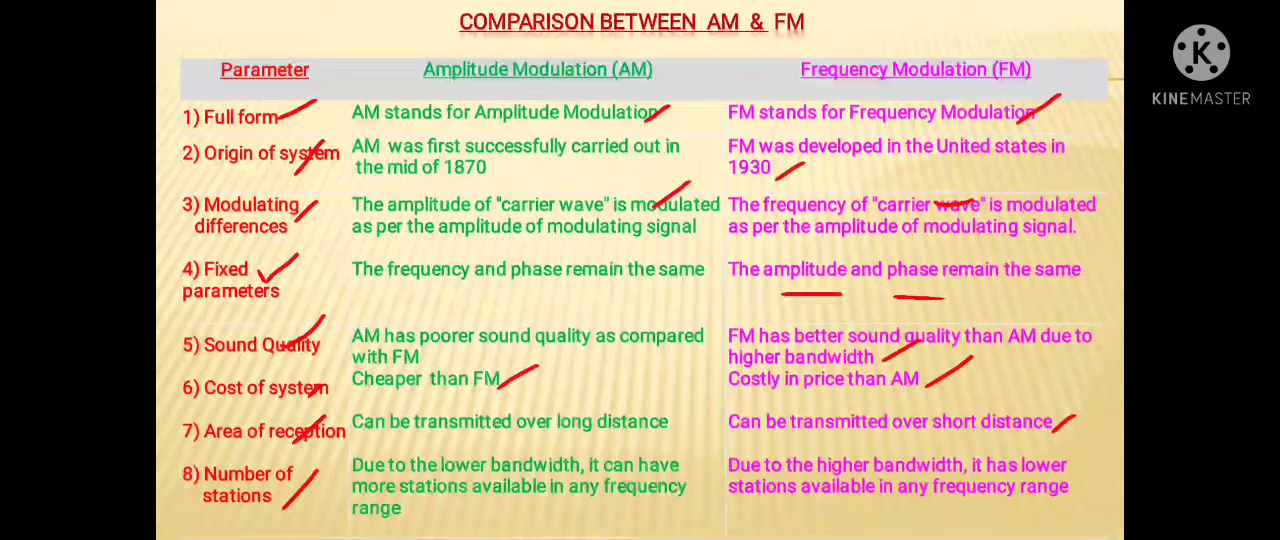 COMPARISON BETWEEN AM & FM
KINEMASTER
Parameter Amplitude Modulation (AM) Frequency Modulation (FM)
1) Full form AM stands for Amplitude Modulation FM stands for Frequency Modulation
2) Origin of system AM was first successfully carried out in FM was developed in the United states in
the mid of 1870 1930
3) Modulating The amplitude of "carrier wave" is modulated The frequency of "carrier wave" is modulated
differences as per the amplitude of modulating signal as per the amplitude of modulating signal.
4) Fixed The frequency and phase remain the same The amplitude and phase remain the same
parameters
5) Sound Quality AM has poorer sound quality as compared FM has better sound quality than AM due to
with FM higher bandwidth
6) Cost of system Cheaper than FM Costly in price than AM
7) Area of reception Can be transmitted over long distance Can be transmitted over short distance
8) Number of Due to the lower bandwidth, it can have Due to the higher bandwidth, it has lower
stations more stations available in any frequency stations available in any frequency range
range